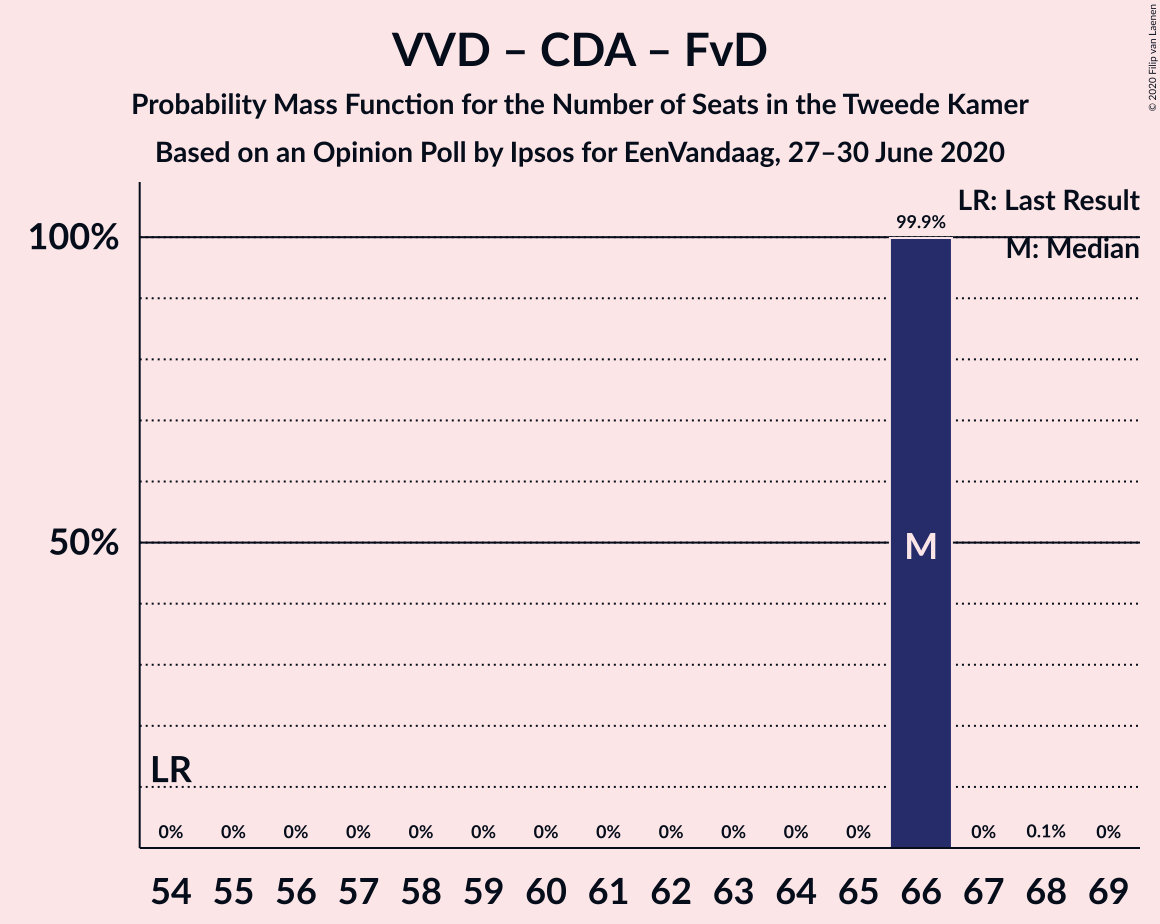 VVD – CDA – FvD
Probability Mass Function for the Number of Seats in the Tweede Kamer
Based on an Opinion Poll by Ipsos for EenVandaag, 27–30 June 2020
© 2020 Filip van Laenen
LR: Last Result
M: Median
100%
50%
99.9%
M
LR
0% 0% 0% 0% 0% 0% 0% 0% 0% 0% 0% 0% 0% 0.1% 0%
54 55 56 57 58 59 60 61 62 63 64 65 66 67 68 69